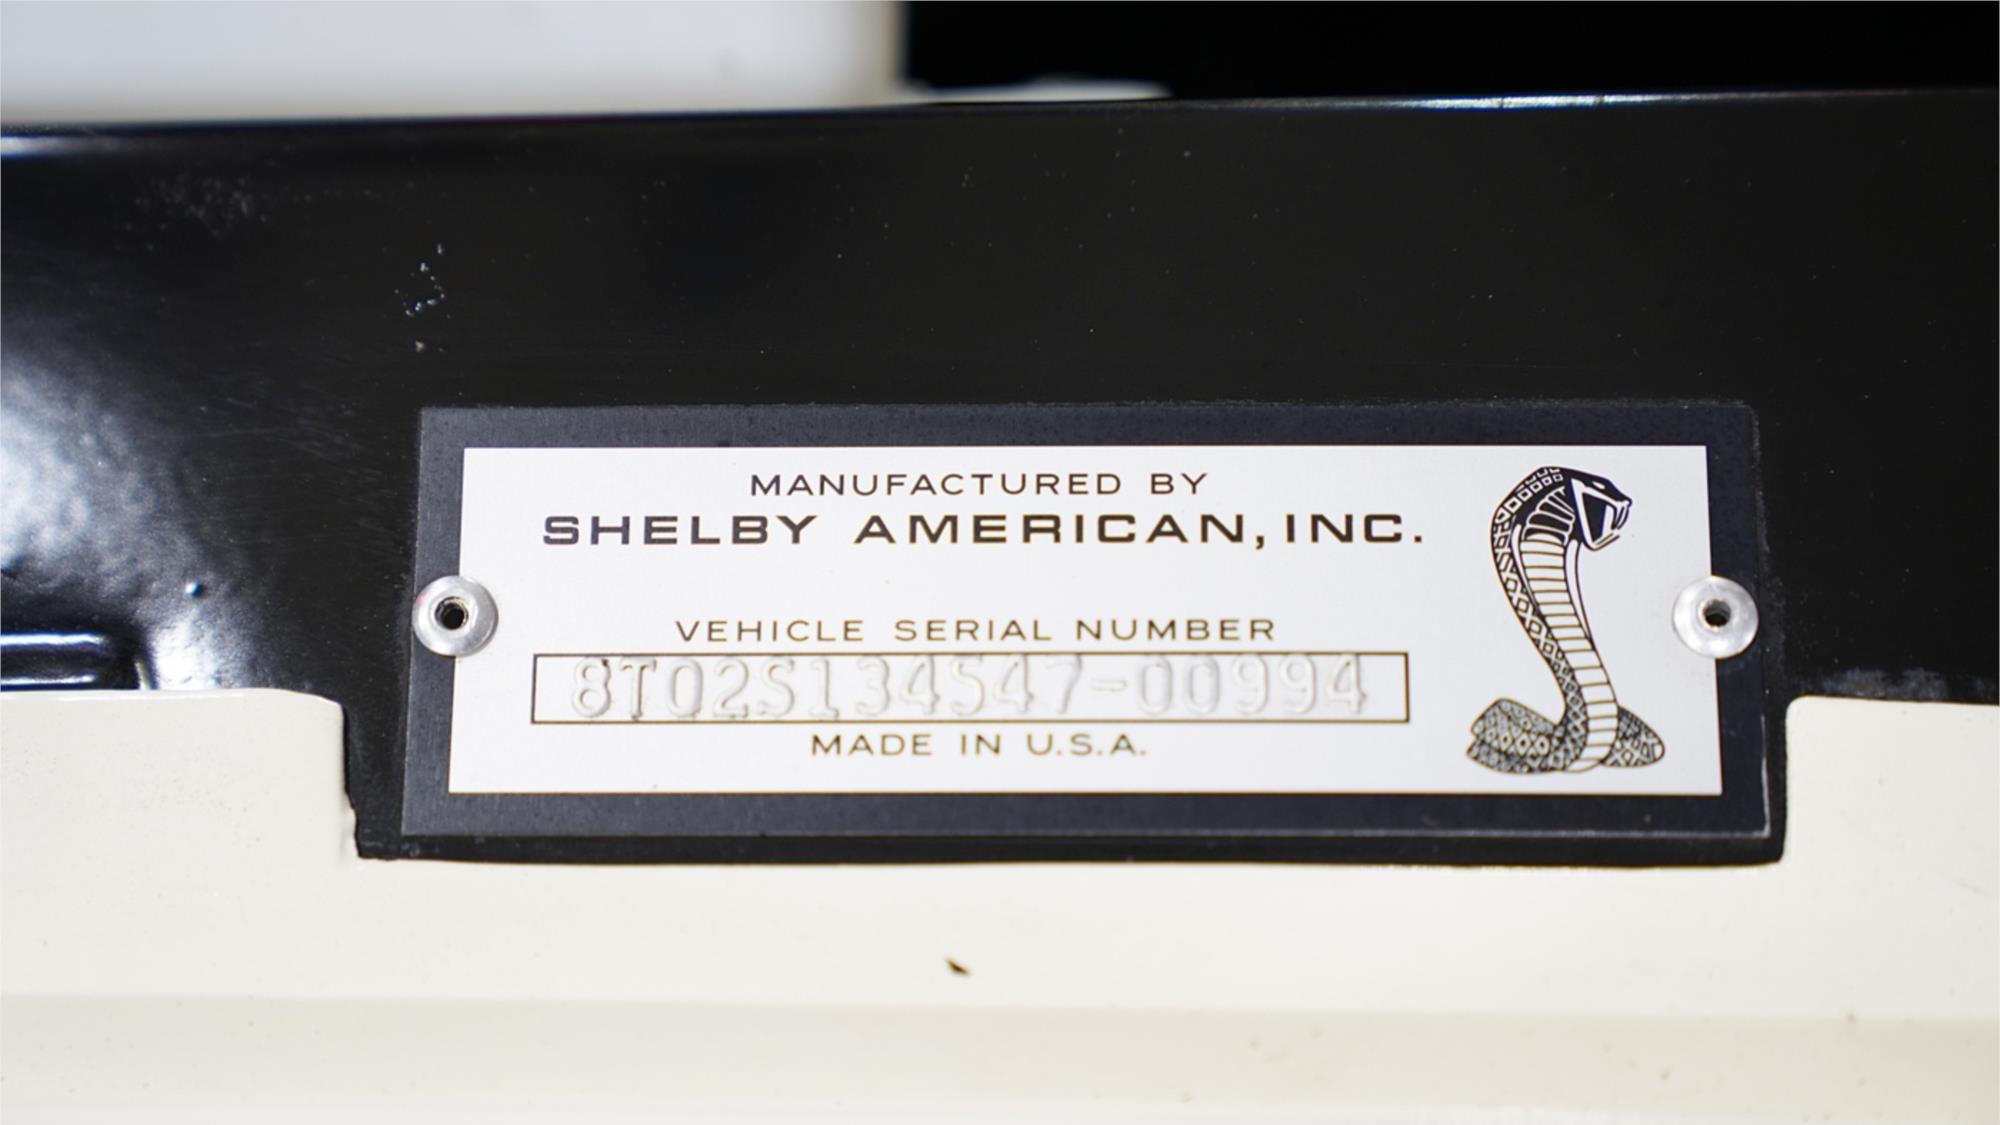 MANUFACTURED BY
SHELBY AMERICAN, INC.
VEHICLE SERIAL NUMBER
8T02S134547-00994
MADE IN U.S.A.